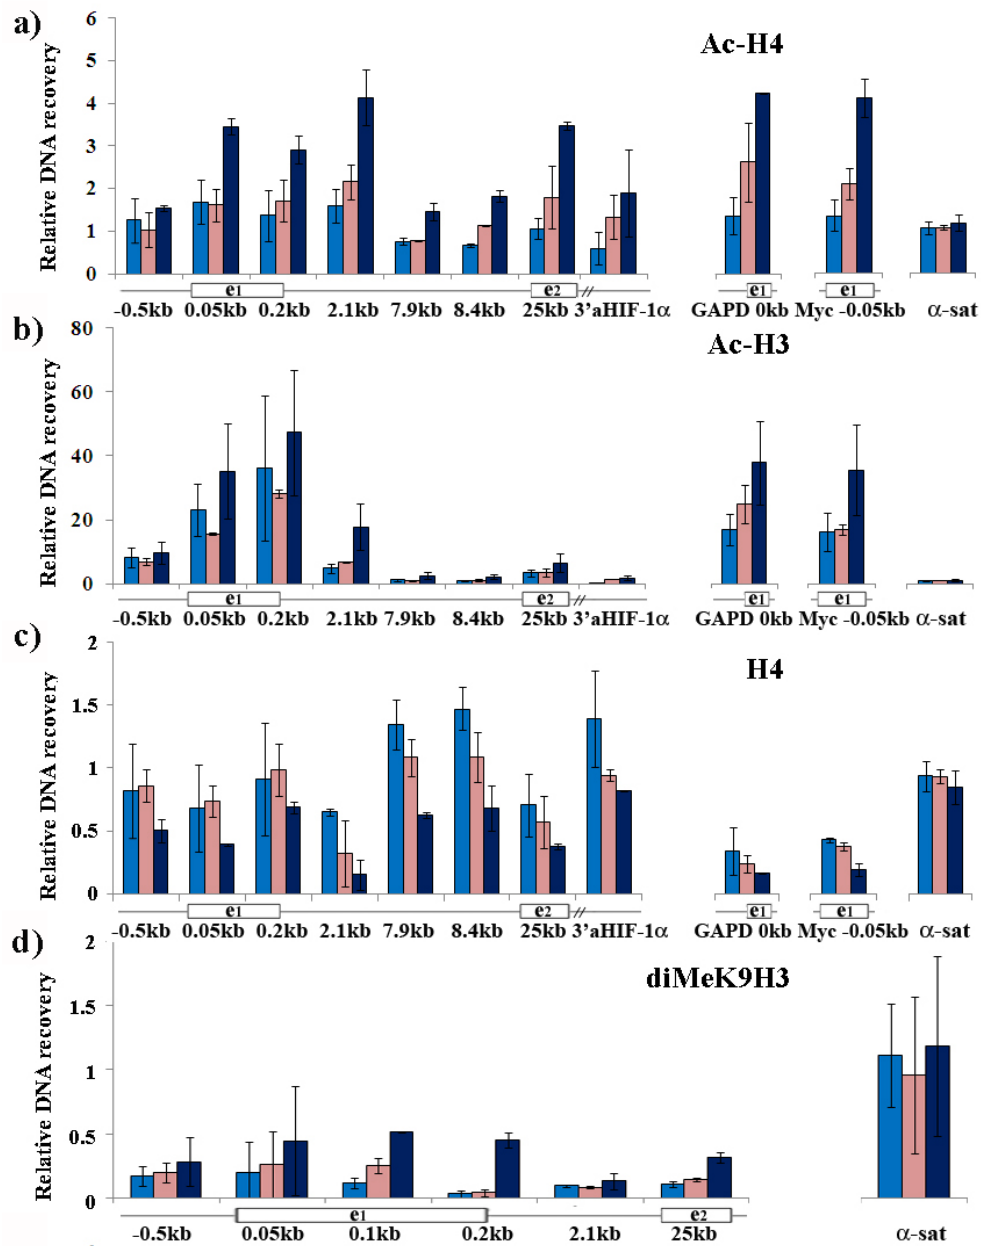 a)
Ac-H4
Relative DNA recovery
6
5
4
3
2
1
0
e1 e2 // e1 e1
-0.5kb 0.05kb 0.2kb 2.1kb 7.9kb 8.4kb 25kb 3'aHIF-1α GAPD 0kb Myc -0.05kb α-sat
b)
Ac-H3
Relative DNA recovery
80
60
40
20
0
e1 e2 // e1 e1
-0.5kb 0.05kb 0.2kb 2.1kb 7.9kb 8.4kb 25kb 3'aHIF-1α GAPD 0kb Myc -0.05kb α-sat
c)
H4
Relative DNA recovery
2
1.5
1
0.5
0
e1 e2 // e1 e1
-0.5kb 0.05kb 0.2kb 2.1kb 7.9kb 8.4kb 25kb 3'aHIF-1α GAPD 0kb Myc -0.05kb α-sat
d)
diMeK9H3
Relative DNA recovery
2
1.5
1
0.5
0
e1 e2
-0.5kb 0.05kb 0.1kb 0.2kb 2.1kb 25kb α-sat